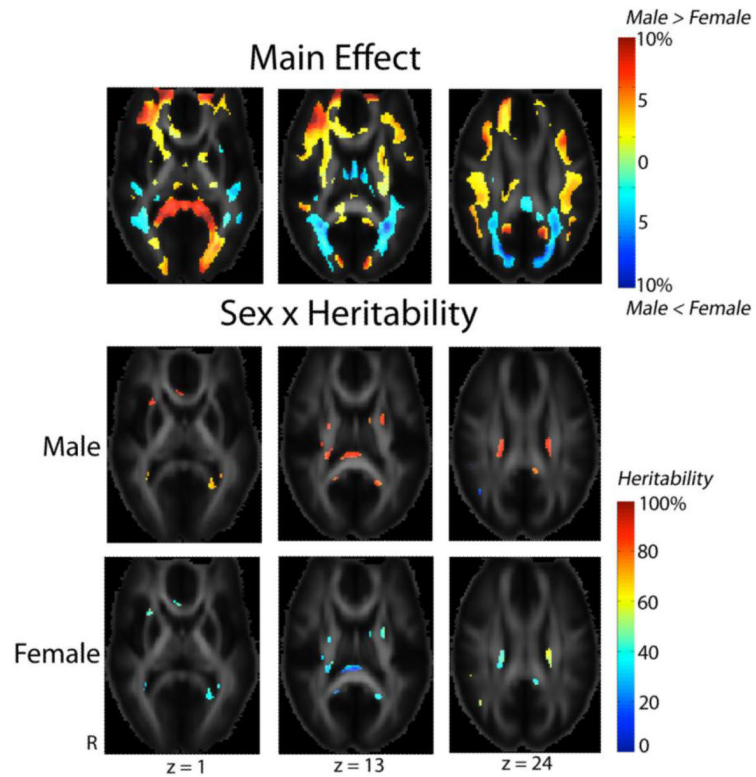 Male > Female
Main Effect
10%
5
0
5
10%
Male < Female
Sex x Heritability
Male
Heritability
100%
80
60
40
20
0
Female
R
z = 1
z = 13
z = 24